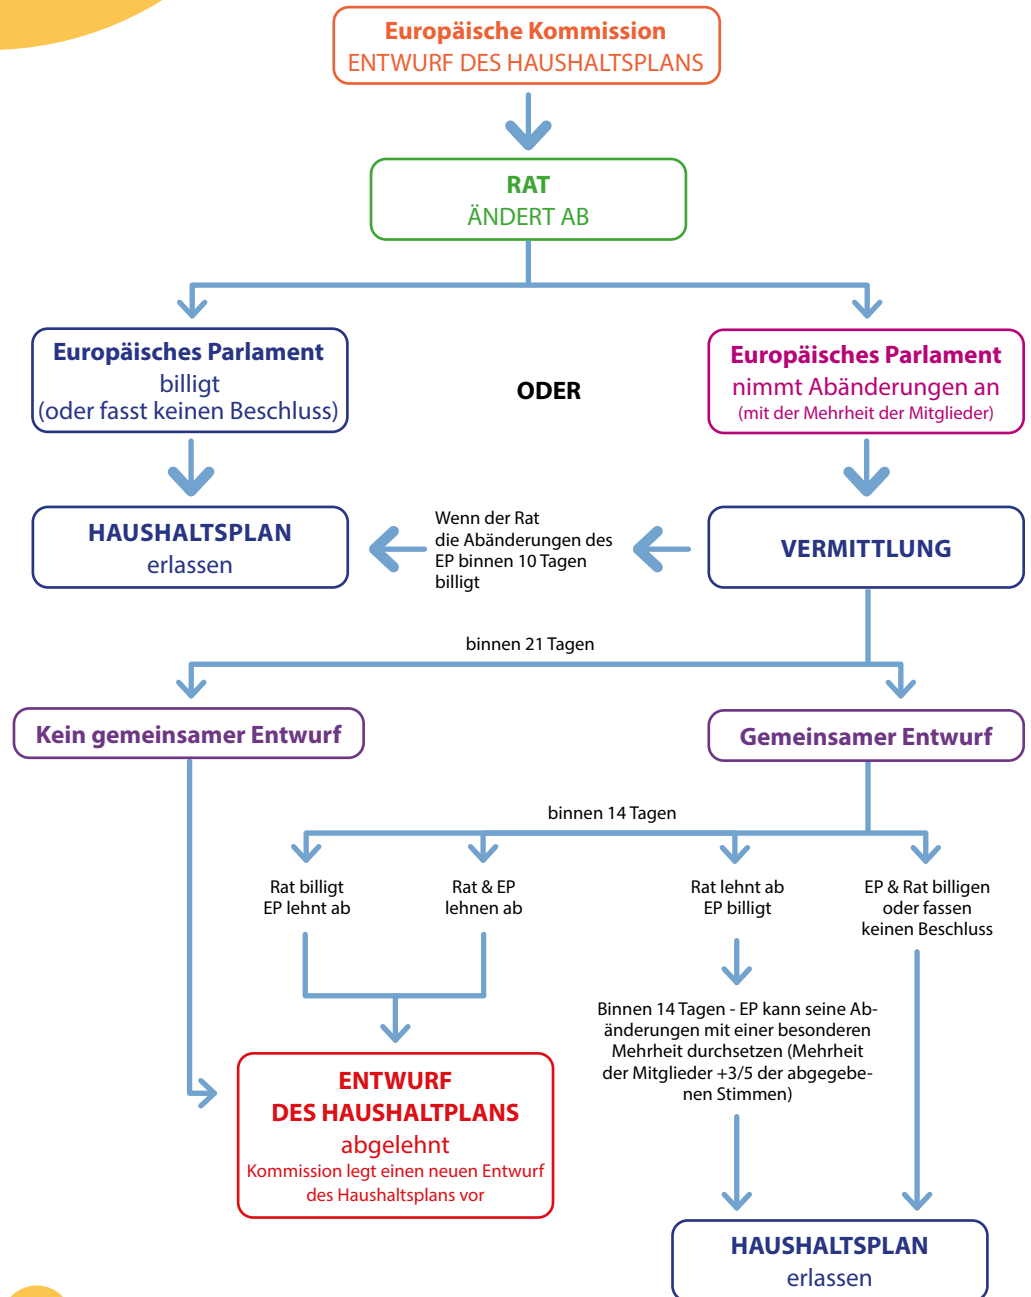 Europäische Kommission
ENTWURF DES HAUSHALTSPLANS
RAT
ÄNDERT AB
Europäisches Parlament
billigt
(oder fasst keinen Beschluss)
ODER
Europäisches Parlament
nimmt Abänderungen an
(mit der Mehrheit der Mitglieder)
HAUSHALTSPLAN
erlassen
Wenn der Rat
die Abänderungen des
EP binnen 10 Tagen
billigt
VERMITTLUNG
binnen 21 Tagen
Kein gemeinsamer Entwurf
Gemeinsamer Entwurf
binnen 14 Tagen
Rat billigt
EP lehnt ab
Rat & EP
lehnen ab
Rat lehnt ab
EP billigt
EP & Rat billigen
oder fassen
keinen Beschluss
Binnen 14 Tagen - EP kann seine Ab-
änderungen mit einer besonderen
Mehrheit durchsetzen (Mehrheit
der Mitglieder +3/5 der abgegebe-
nen Stimmen)
ENTWURF
DES HAUSHALTPLANS
abgelehnt
Kommission legt einen neuen Entwurf
des Haushaltsplans vor
HAUSHALTSPLAN
erlassen